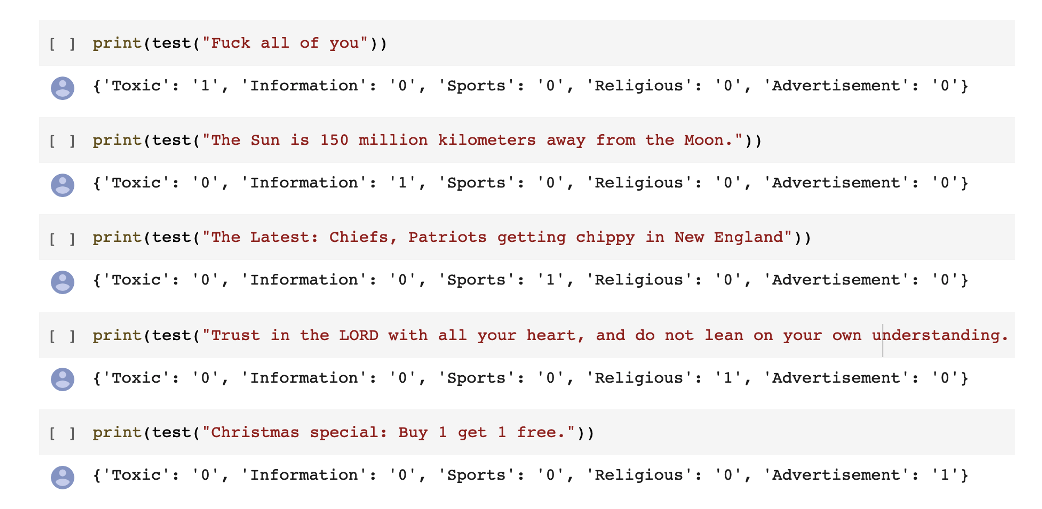 [ ] print(test("Fuck all of you"))
{'Toxic': '1', 'Information': '0', 'Sports': '0', 'Religious': '0', 'Advertisement': '0'}
[ ] print(test("The Sun is 150 million kilometers away from the Moon."))
{'Toxic': '0', 'Information': '1', 'Sports': '0', 'Religious': '0', 'Advertisement': '0'}
[ ] print(test("The Latest: Chiefs, Patriots getting chippy in New England"))
{'Toxic': '0', 'Information': '0', 'Sports': '1', 'Religious': '0', 'Advertisement': '0'}
[ ] print(test("Trust in the LORD with all your heart, and do not lean on your own understanding.
{'Toxic': '0', 'Information': '0', 'Sports': '0', 'Religious': '1', 'Advertisement': '0'}
[ ] print(test("Christmas special: Buy 1 get 1 free."))
{'Toxic': '0', 'Information': '0', 'Sports': '0', 'Religious': '0', 'Advertisement': '1'}